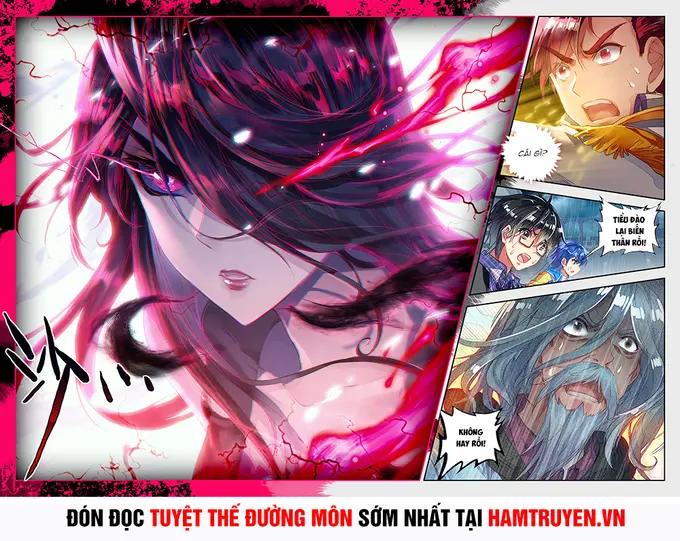 CÁI GÌ?
TIỂU ĐÀO
LẠI BIẾN
THÂN RỒI!
KHÔNG
HAY RỒI!
ĐÓN ĐỌC TUYỆT THẾ ĐƯỜNG MÔN SỚM NHẤT TẠI HAMTRUYEN.VN